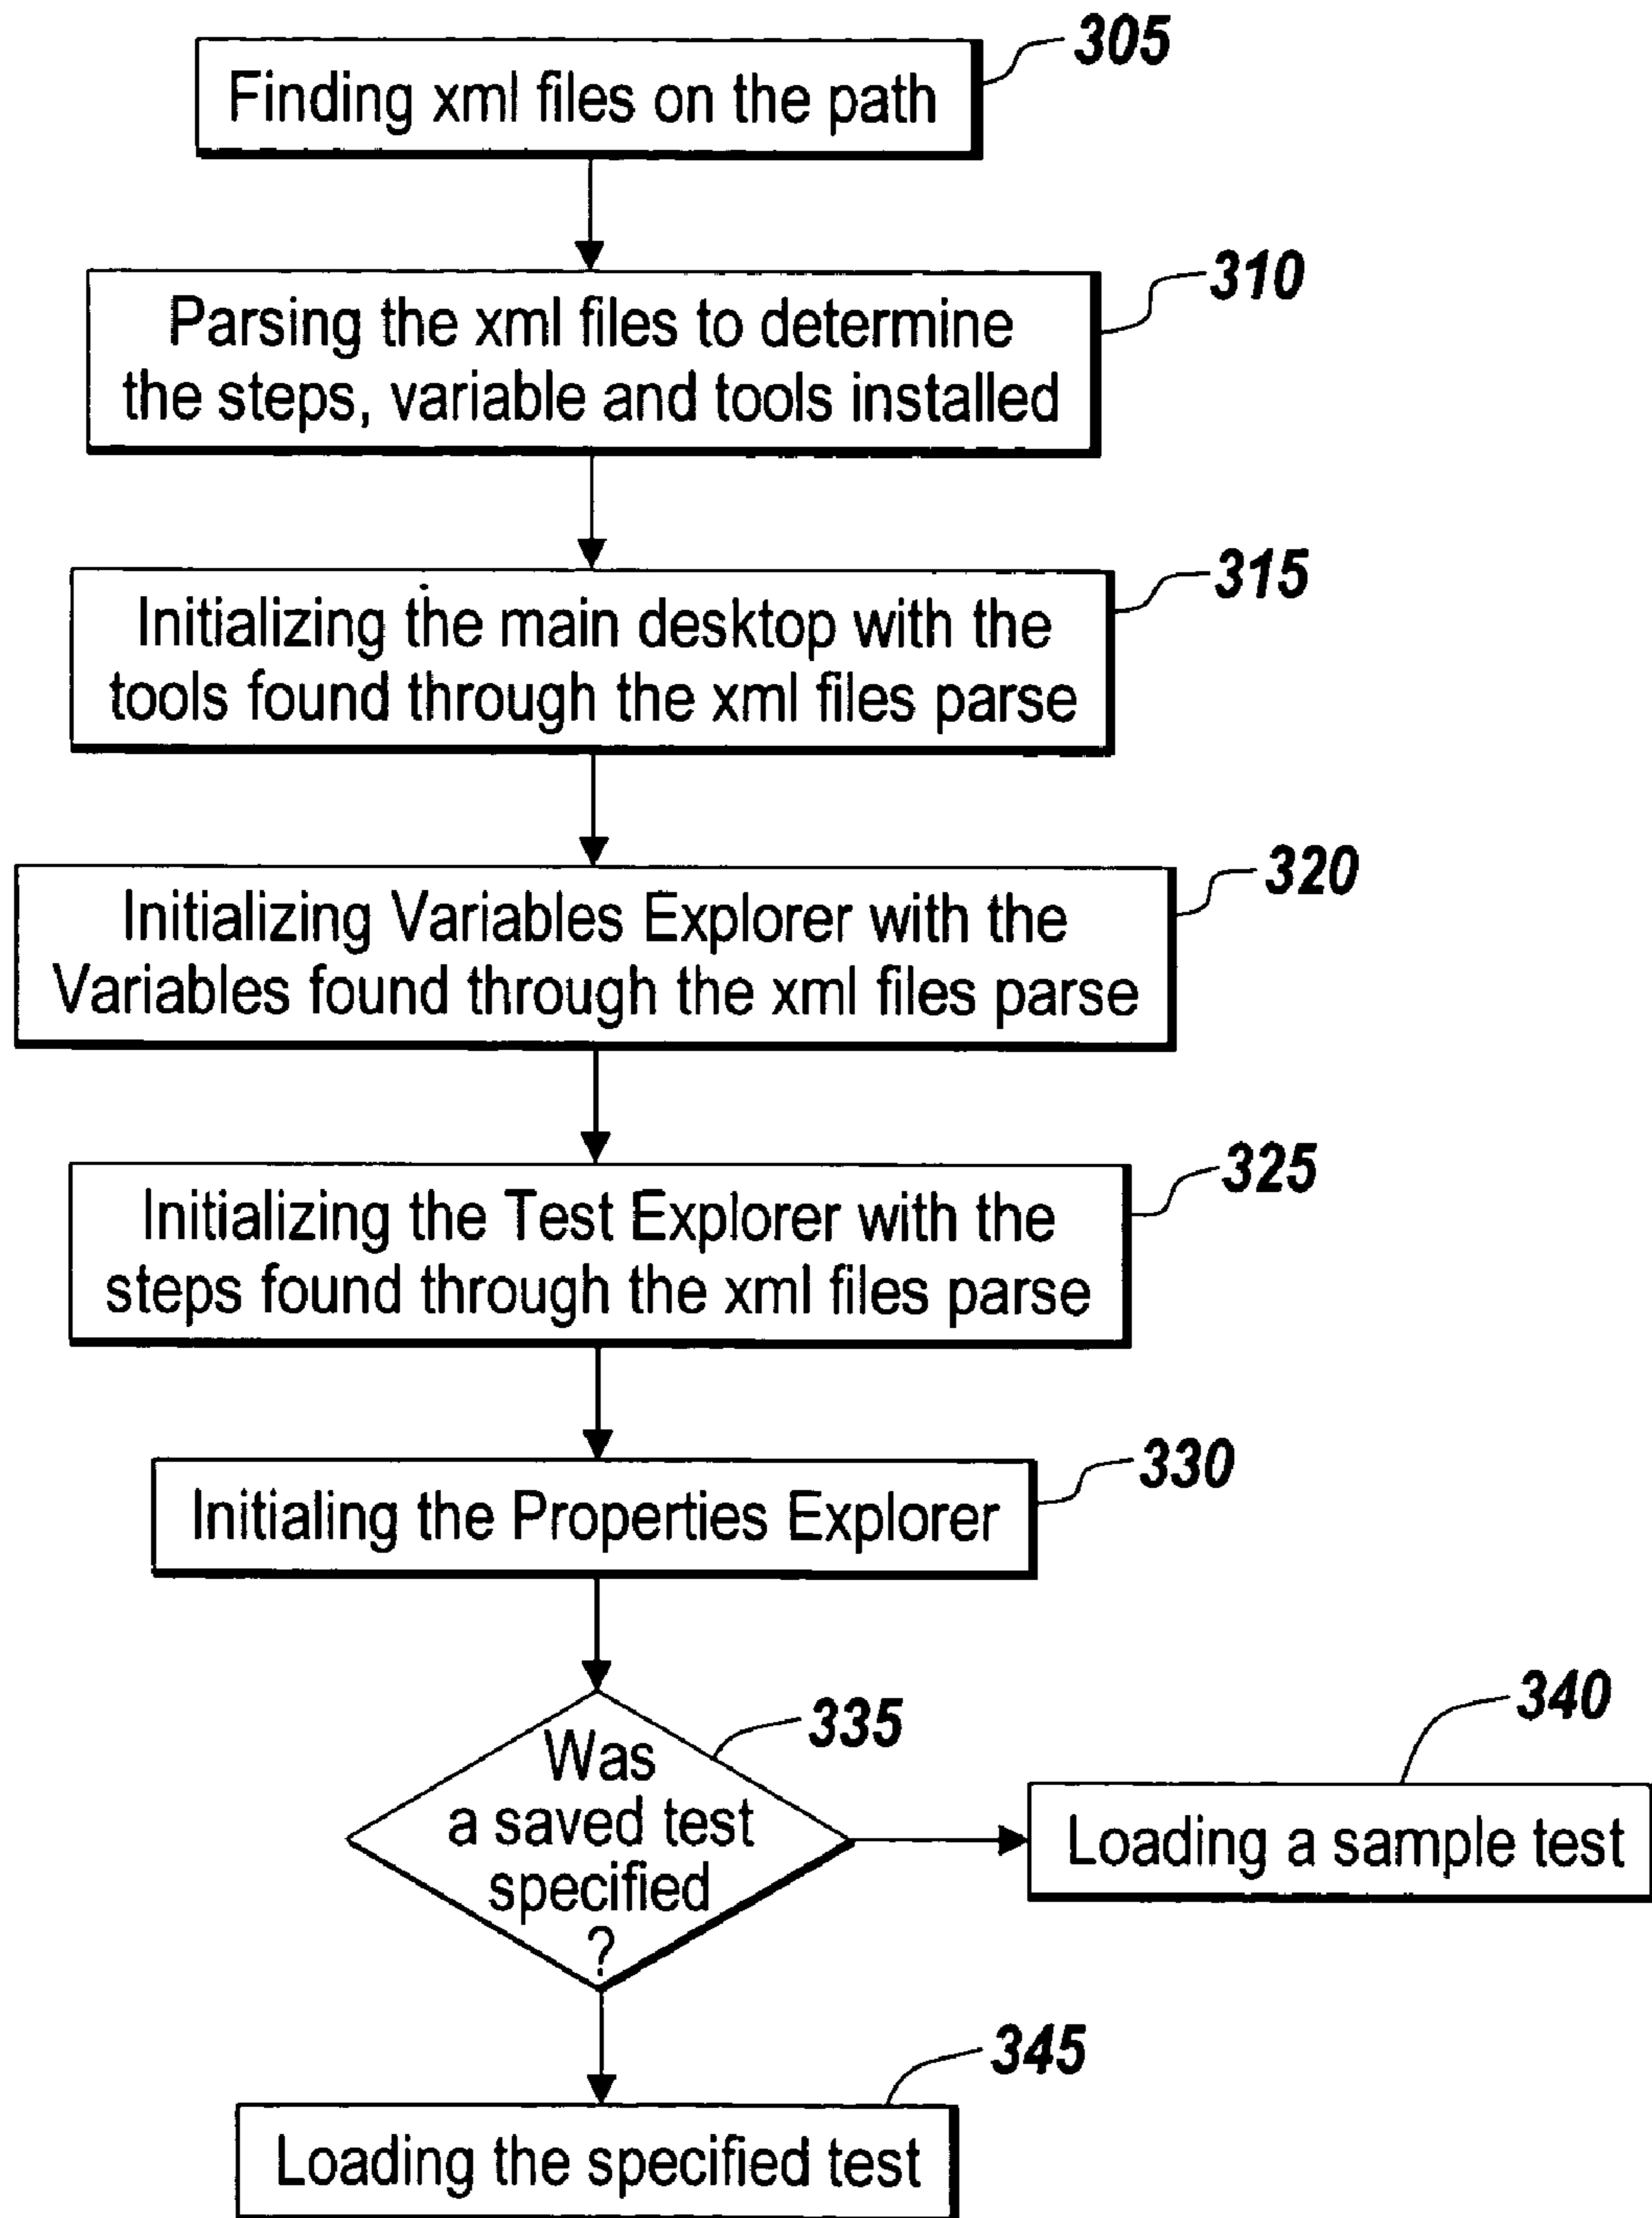 305
Finding xml files on the path
310
Parsing the xml files to determine
the steps, variable and tools installed
315
Initializing the main desktop with the
tools found through the xml files parse
320
Initializing Variables Explorer with the
Variables found through the xml files parse
325
Initializing the Test Explorer with the
steps found through the xml files parse
330
Initialing the Properties Explorer
335
Was
a saved test
specified
?
340
Loading a sample test
345
Loading the specified test